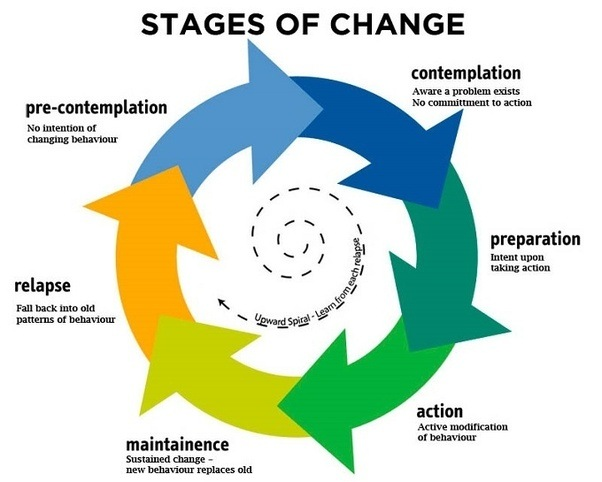 STAGES OF CHANGE
pre-contemplation
No intention of
changing behaviour
contemplation
Aware a problem exists
No committment to action
preparation
Intent upon
taking action
action
Active modification
of behaviour
maintainence
Sustained change –
new behaviour replaces old
relapse
Fall back into old
patterns of behaviour
Upward Spiral - Learn from each relapse